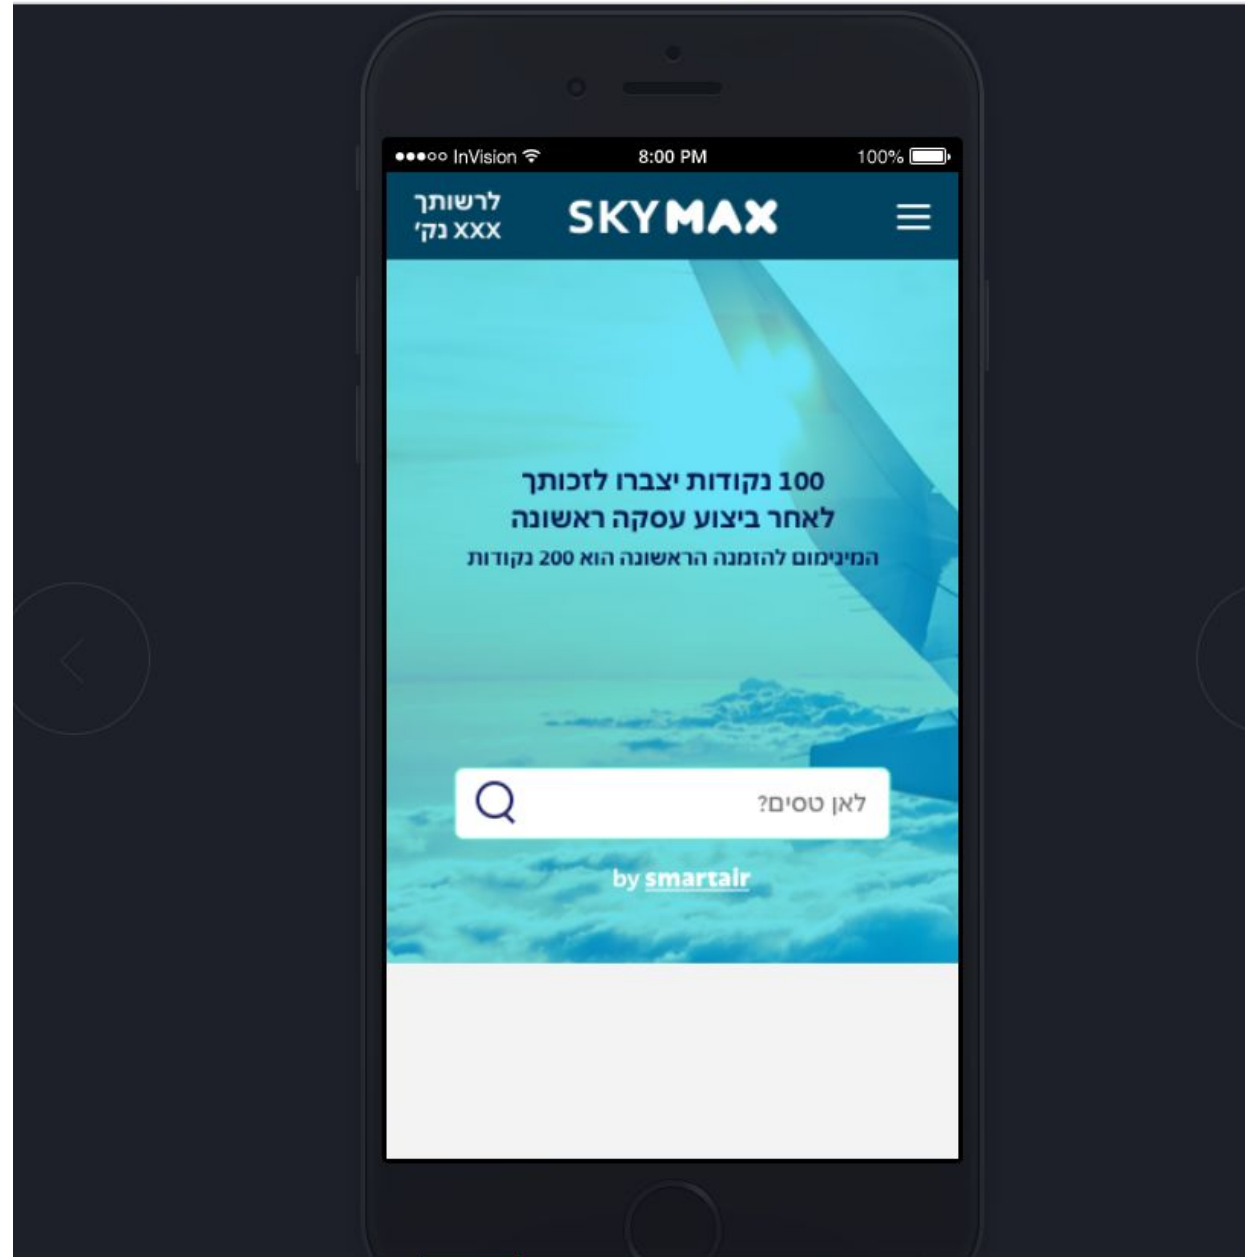 InVision
8:00 PM
100%
לרשותך
XXX נק׳
SKYMAX
100 נקודות יצברו לזכותך
לאחר ביצוע עסקה ראשונה
המינימום להזמנה הראשונה הוא 200 נקודות
לאן טסים?
by smartair